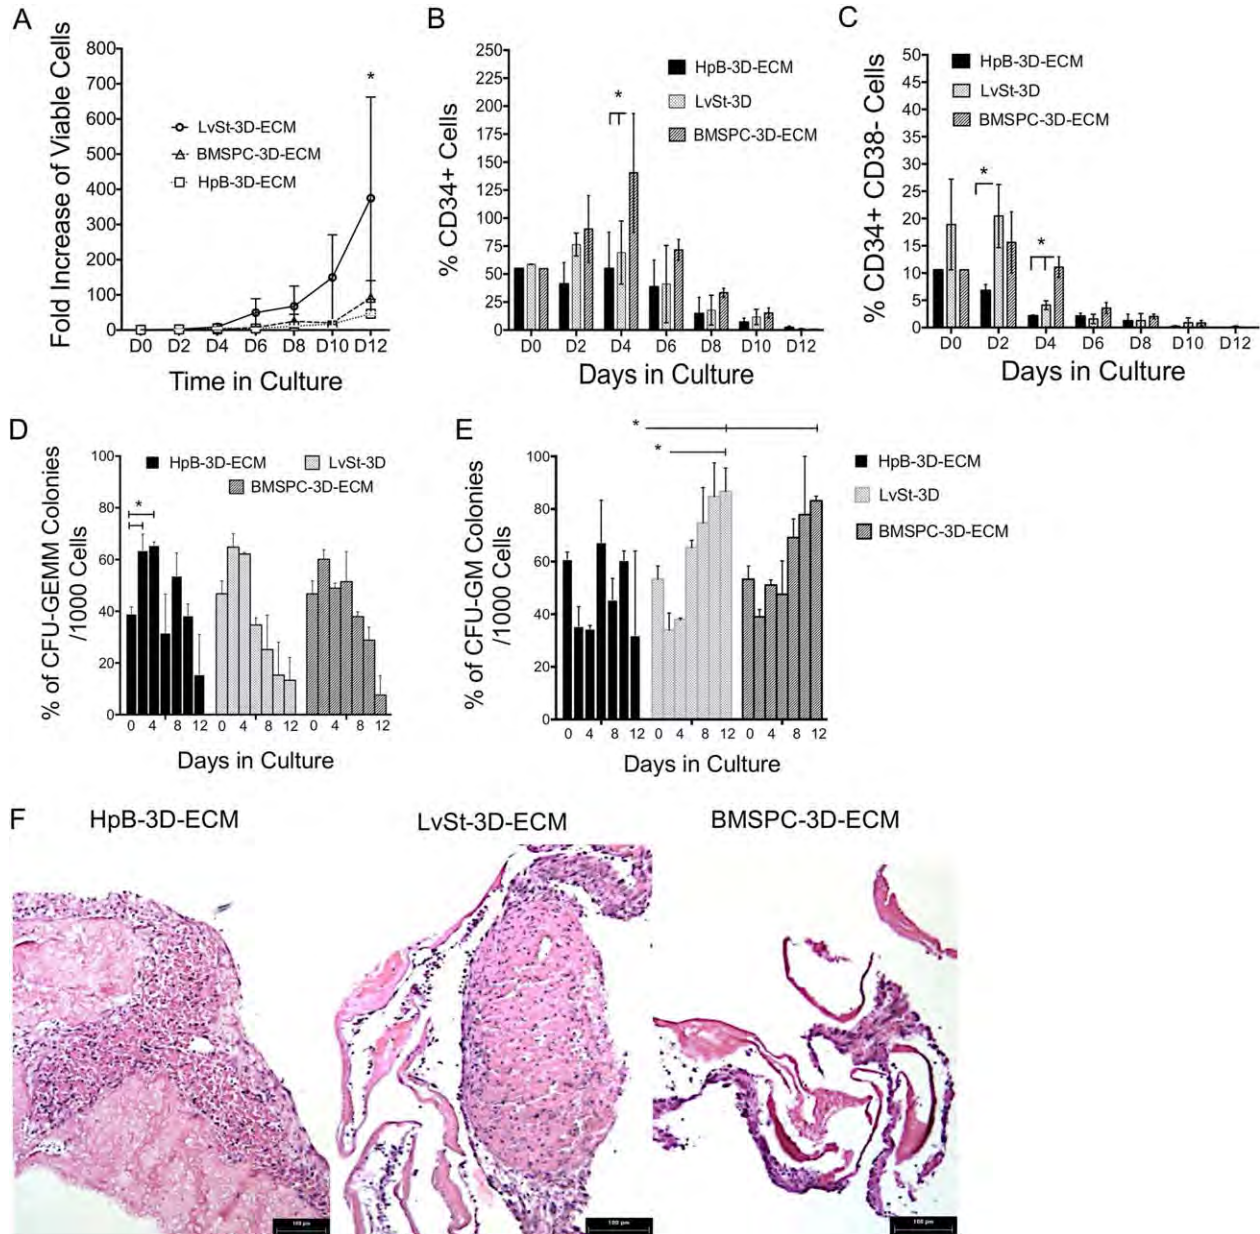 A
Fold Increase of Viable Cells
800
700
600
500
400
300
200
100
0
*
LvSt-3D-ECM
BMSPC-3D-ECM
HpB-3D-ECM
D0 D2 D4 D6 D8 D10 D12
Time in Culture
B
% CD34+ Cells
250
225
200
175
150
125
100
75
50
25
0
*
HpB-3D-ECM
LvSt-3D
BMSPC-3D-ECM
D0 D2 D4 D6 D8 D10 D12
Days in Culture
C
% CD34+ CD38- Cells
50
45
40
35
30
25
20
15
10
5
0
HpB-3D-ECM
LvSt-3D
BMSPC-3D-ECM
*
*
D0 D2 D4 D6 D8 D10 D12
Days in Culture
D
% of CFU-GEMM Colonies
/1000 Cells
100
80
60
40
20
0
HpB-3D-ECM LvSt-3D
BMSPC-3D-ECM
*
0 4 8 12 0 4 8 12 0 4 8 12
Days in Culture
E
% of CFU-GM Colonies
/1000 Cells
100
80
60
40
20
0
*
*
HpB-3D-ECM
LvSt-3D
BMSPC-3D-ECM
0 4 8 12 0 4 8 12 0 4 8 12
Days in Culture
F
HpB-3D-ECM LvSt-3D-ECM BMSPC-3D-ECM
100 µm 100 µm 100 µm